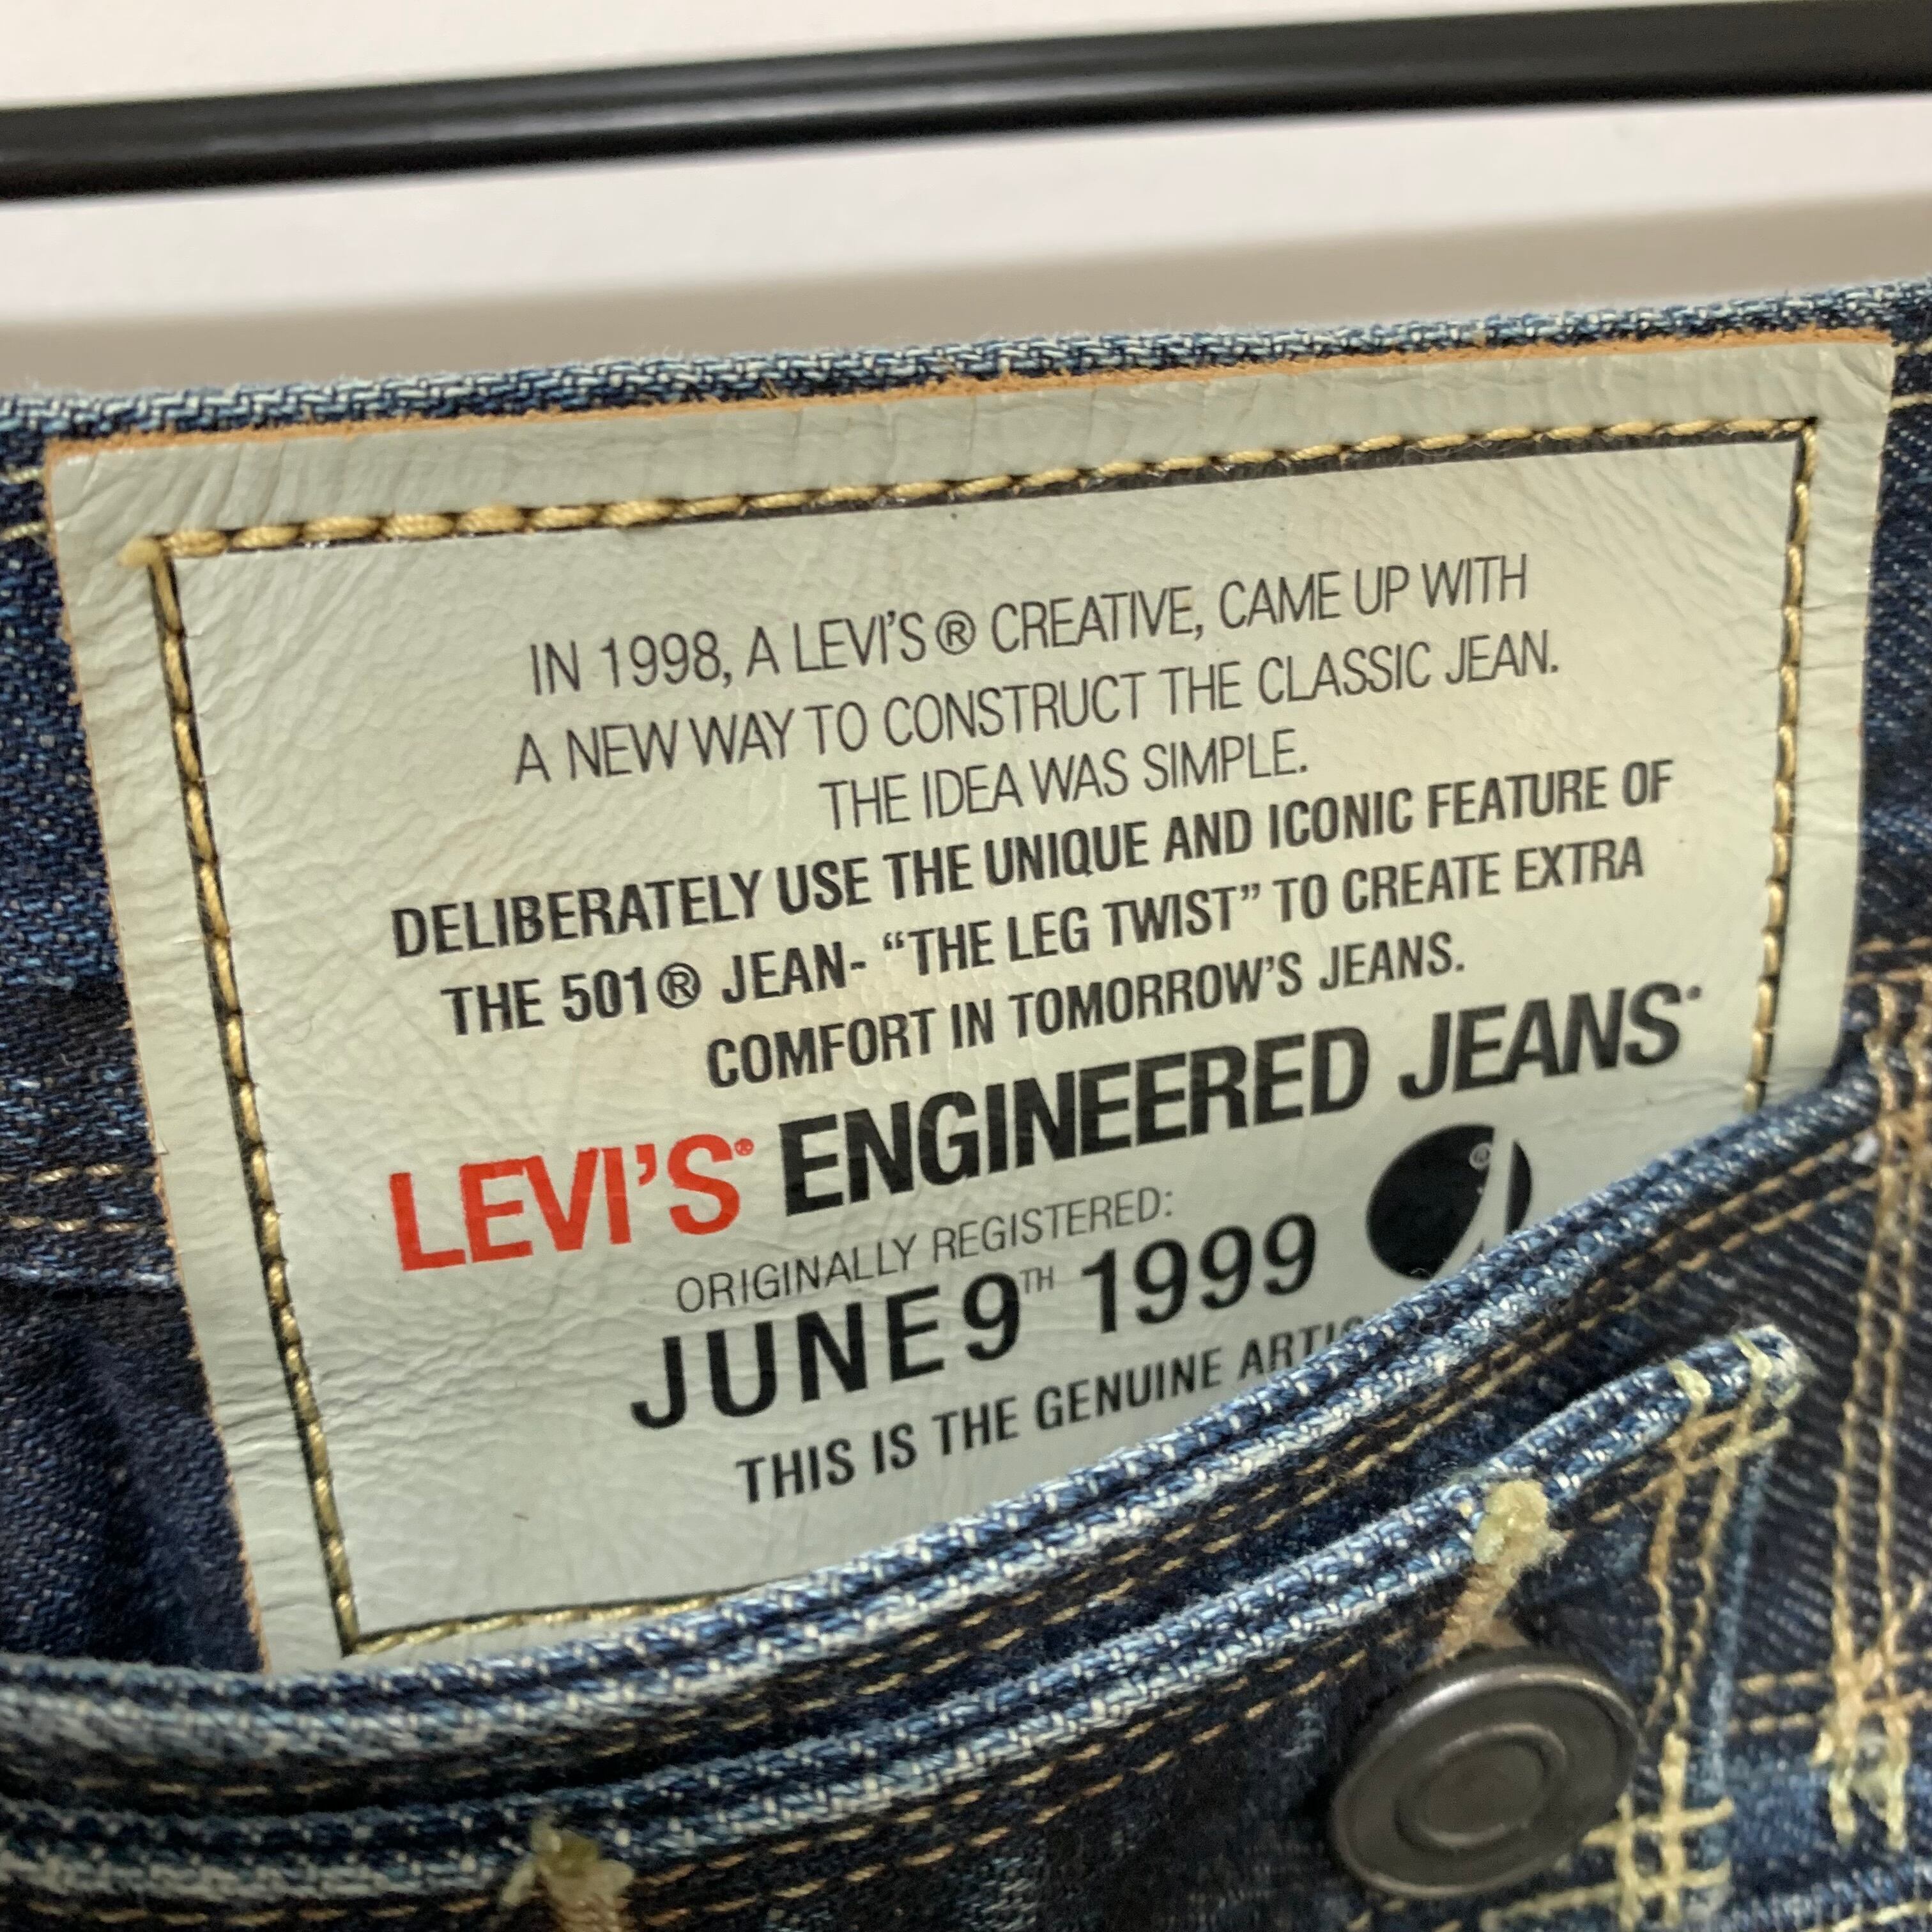 IN 1998, A LEVI'S® CREATIVE, CAME UP WITH
A NEW WAY TO CONSTRUCT THE CLASSIC JEAN.
THE IDEA WAS SIMPLE.
DELIBERATELY USE THE UNIQUE AND ICONIC FEATURE OF
THE 501® JEAN- “THE LEG TWIST” TO CREATE EXTRA
COMFORT IN TOMORROW'S JEANS.
LEVI'S® ENGINEERED JEANS®
ORIGINALLY REGISTERED:
JUNE 9TH 1999
®
THIS IS THE GENUINE